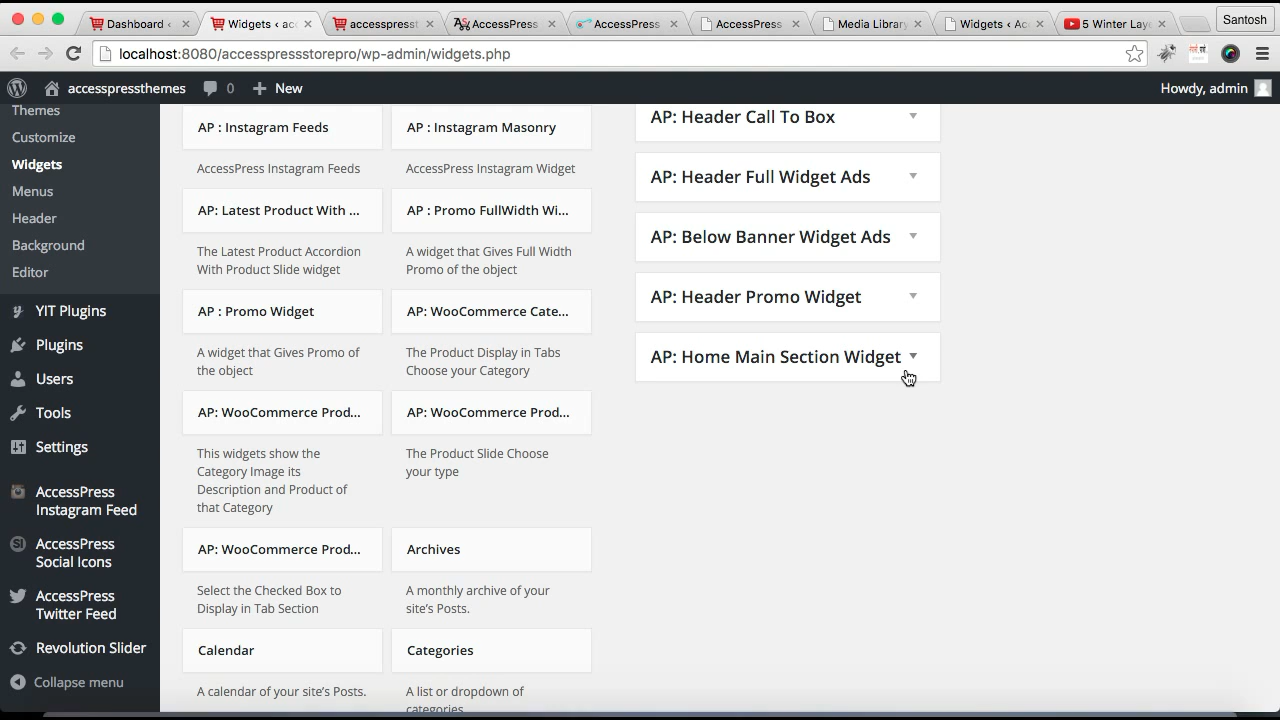 Dashboard ‹
Widgets ‹ acc
accesspresst
AccessPress
AccessPress
AccessPress
Media Library
Widgets ‹ Acc
5 Winter Laye
Santosh
localhost:8080/accesspressstorepro/wp-admin/widgets.php
accesspressthemes
0
New
Howdy, admin
Themes
Customize
Widgets
Menus
Header
Background
Editor
YIT Plugins
Plugins
Users
Tools
Settings
AccessPress
Instagram Feed
AccessPress
Social Icons
AccessPress
Twitter Feed
Revolution Slider
Collapse menu
AP : Instagram Feeds
AccessPress Instagram Feeds
AP : Instagram Masonry
AccessPress Instagram Widget
AP: Latest Product With ...
The Latest Product Accordion
With Product Slide widget
AP : Promo FullWidth Wi...
A widget that Gives Full Width
Promo of the object
AP : Promo Widget
A widget that Gives Promo of
the object
AP: WooCommerce Cate...
The Product Display in Tabs
Choose your Category
AP: WooCommerce Prod...
This widgets show the
Category Image its
Description and Product of
that Category
AP: WooCommerce Prod...
The Product Slide Choose
your type
AP: WooCommerce Prod...
Select the Checked Box to
Display in Tab Section
Archives
A monthly archive of your
site's Posts.
Calendar
A calendar of your site's Posts.
Categories
A list or dropdown of
categories.
AP: Header Call To Box
AP: Header Full Widget Ads
AP: Below Banner Widget Ads
AP: Header Promo Widget
AP: Home Main Section Widget